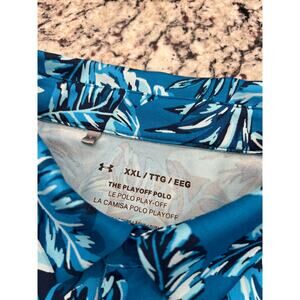 XXL / TTG / EEG
THE PLAYOFF POLO
LE POLO PLAY-OFF
LA CAMISA POLO PLAYOFF